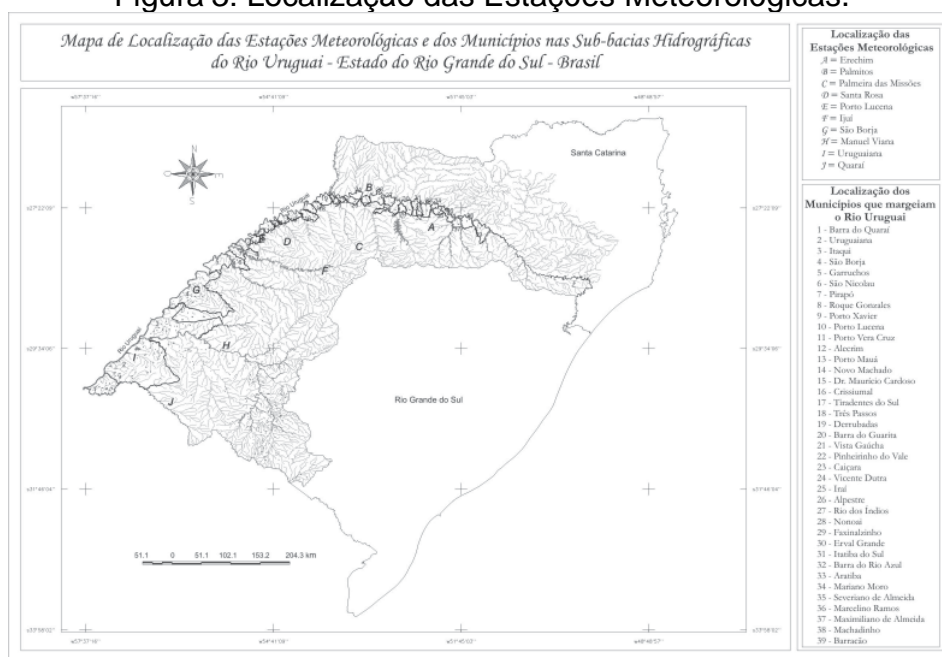 Figura 3. Localização das Estações Meteorológicas.
Mapa de Localização das Estações Meteorológicas e dos Municípios nas Sub-bacias Hidrográficas
do Rio Uruguai - Estado do Rio Grande do Sul - Brasil
Santa Catarina
N
S
B
Rio Uruguai
A
D
C
E
F
G
Rio Uruguai
H
I
J
Rio Grande do Sul
51.1 0 51.1 102.1 153.2 204.3 km
Localização das
Estações Meteorológicas
A = Erechim
B = Palmitos
C = Palmeira das Missões
D = Santa Rosa
E = Porto Lucena
F = Ijuí
G = São Borja
H = Manuel Viana
I = Uruguaiana
J = Quaraí
Localização dos
Municípios que margeiam
o Rio Uruguai
1 - Barra do Quaraí
2 - Uruguaiana
3 - Itaqui
4 - São Borja
5 - Garruchos
6 - São Nicolau
7 - Pirapó
8 - Roque Gonzales
9 - Porto Xavier
10 - Porto Lucena
11 - Porto Vera Cruz
12 - Alecrim
13 - Porto Mauá
14 - Novo Machado
15 - Dr. Maurício Cardoso
16 - Crissiumal
17 - Tiradentes do Sul
18 - Três Passos
19 - Derrubadas
20 - Barra do Guarita
21 - Vista Gaúcha
22 - Pinheirinho do Vale
23 - Caiçara
24 - Vicente Dutra
25 - Iraí
26 - Alpestre
27 - Rio dos Índios
28 - Nonoai
29 - Faxinalzinho
30 - Erval Grande
31 - Itatiba do Sul
32 - Barra do Rio Azul
33 - Aratiba
34 - Mariano Moro
35 - Severiano de Almeida
36 - Marcelino Ramos
37 - Maximiliano de Almeida
38 - Machadinho
39 - Barracão